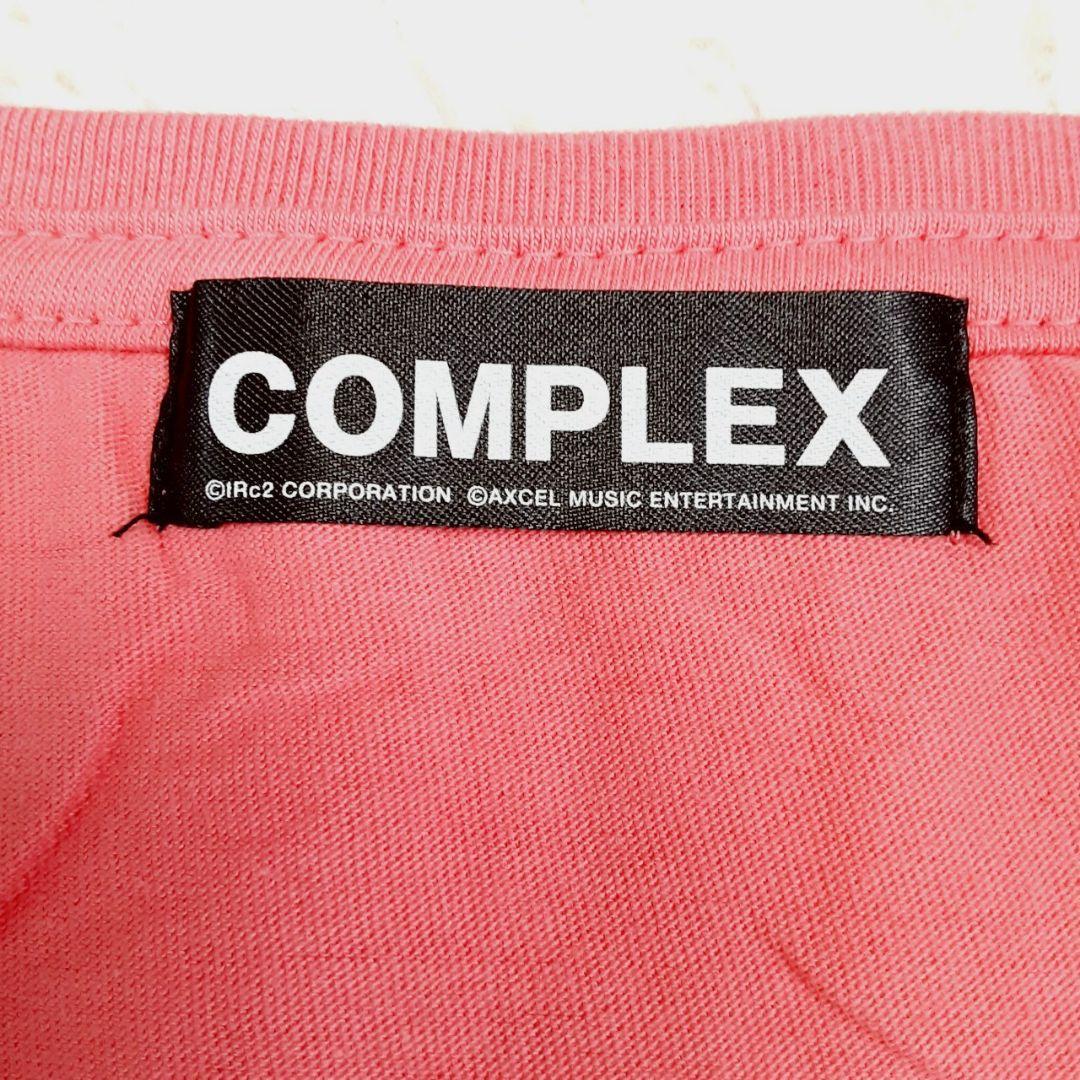 COMPLEX
©IRc2 CORPORATION ©AXCEL MUSIC ENTERTAINMENT INC.